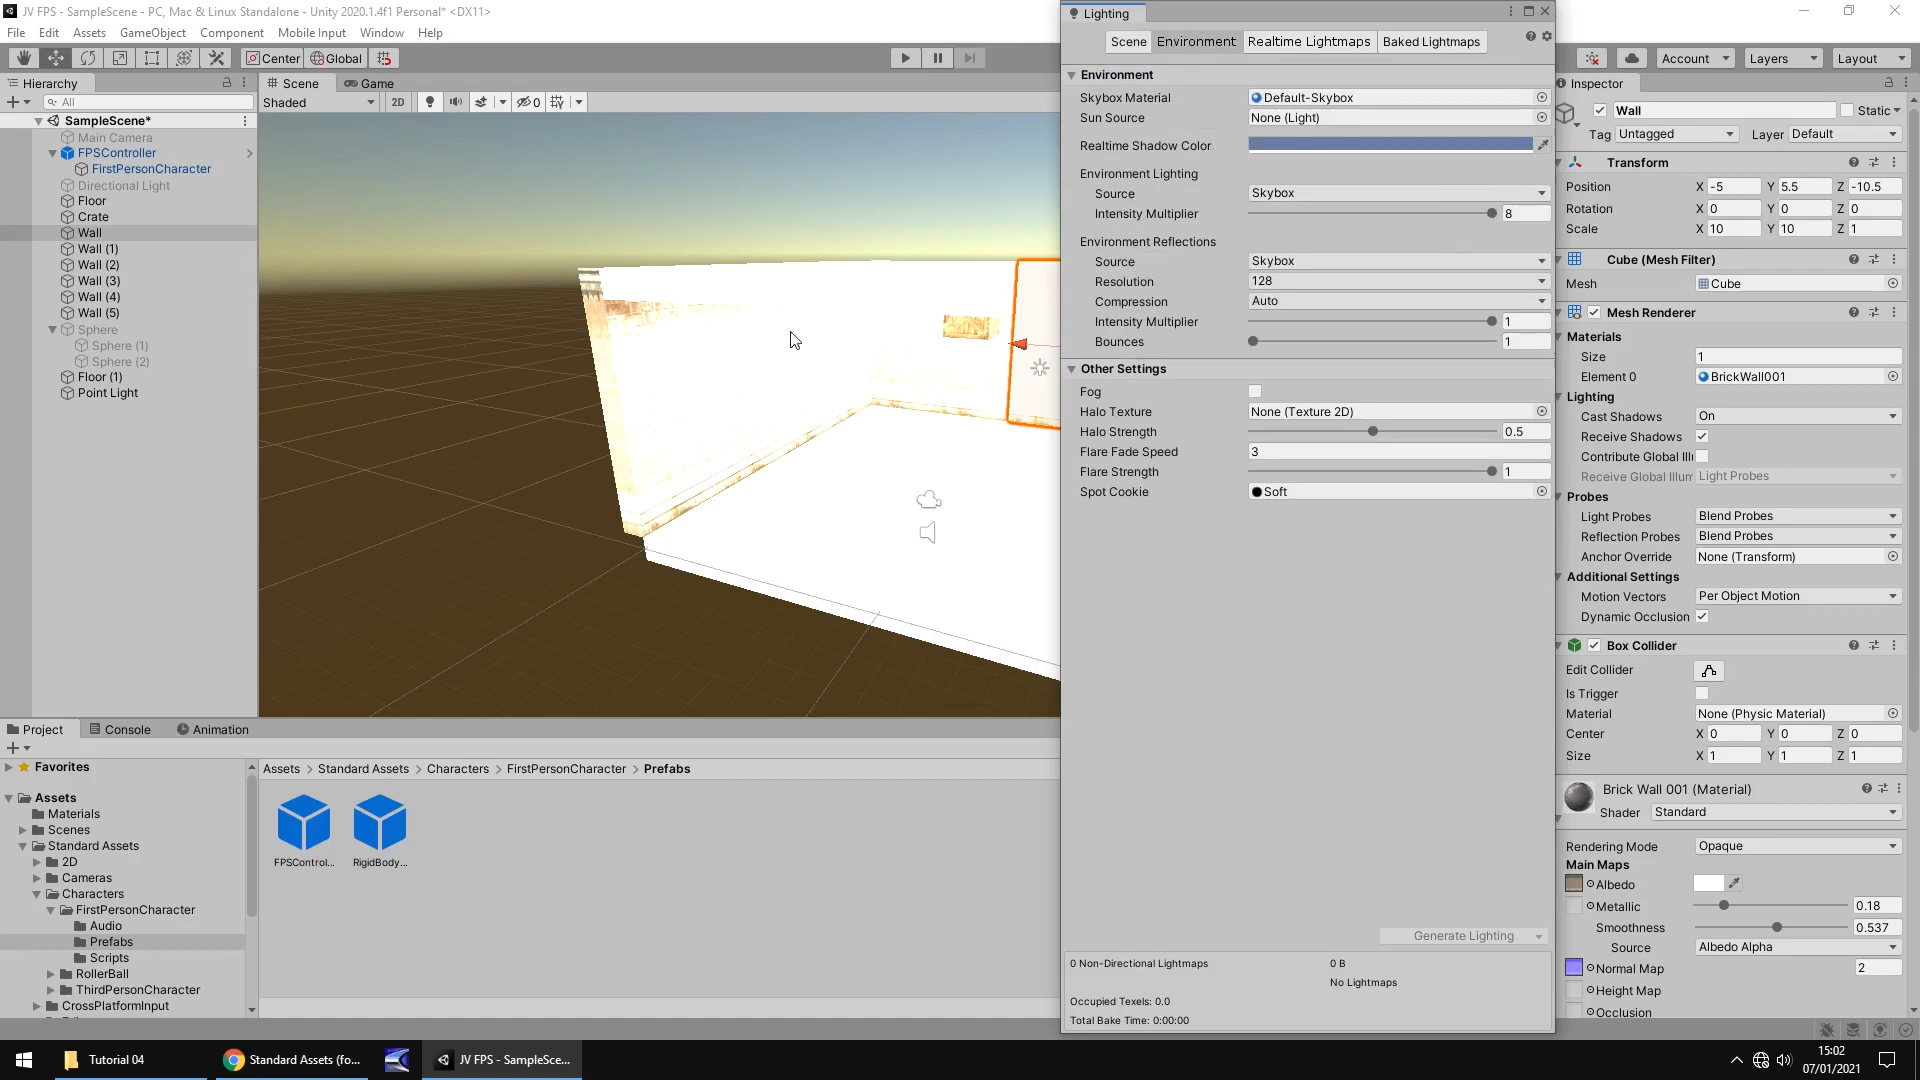 JV FPS - SampleScene - PC, Mac & Linux Standalone - Unity 2020.1.4f1 Personal* <DX11>
File Edit Assets GameObject Component Mobile Input Window Help
Center Global
Account Layers Layout
Hierarchy
All
SampleScene*
Main Camera
FPSController
FirstPersonCharacter
Directional Light
Floor
Crate
Wall
Wall (1)
Wall (2)
Wall (3)
Wall (4)
Wall (5)
Sphere
Sphere (1)
Sphere (2)
Floor (1)
Point Light
Scene Game
Shaded 2D 0
Lighting
Scene Environment Realtime Lightmaps Baked Lightmaps
Environment
Skybox Material Default-Skybox
Sun Source None (Light)
Realtime Shadow Color
Environment Lighting
Source Skybox
Intensity Multiplier 8
Environment Reflections
Source Skybox
Resolution 128
Compression Auto
Intensity Multiplier 1
Bounces 1
Other Settings
Fog
Halo Texture None (Texture 2D)
Halo Strength 0.5
Flare Fade Speed 3
Flare Strength 1
Spot Cookie Soft
Generate Lighting
0 Non-Directional Lightmaps 0 B
No Lightmaps
Occupied Texels: 0.0
Total Bake Time: 0:00:00
Inspector
Wall Static
Tag Untagged Layer Default
Transform
Position X -5 Y 5.5 Z -10.5
Rotation X 0 Y 0 Z 0
Scale X 10 Y 10 Z 1
Cube (Mesh Filter)
Mesh Cube
Mesh Renderer
Materials
Size 1
Element 0 BrickWall001
Lighting
Cast Shadows On
Receive Shadows
Contribute Global Illu
Receive Global Illum Light Probes
Probes
Light Probes Blend Probes
Reflection Probes Blend Probes
Anchor Override None (Transform)
Additional Settings
Motion Vectors Per Object Motion
Dynamic Occlusion
Box Collider
Edit Collider
Is Trigger
Material None (Physic Material)
Center X 0 Y 0 Z 0
Size X 1 Y 1 Z 1
Brick Wall 001 (Material)
Shader Standard
Rendering Mode Opaque
Main Maps
Albedo
Metallic 0.18
Smoothness 0.537
Source Albedo Alpha
Normal Map 2
Height Map
Occlusion
Project Console Animation
Favorites
Assets
Materials
Scenes
Standard Assets
2D
Cameras
Characters
FirstPersonCharacter
Audio
Prefabs
Scripts
RollerBall
ThirdPersonCharacter
CrossPlatformInput
Assets > Standard Assets > Characters > FirstPersonCharacter > Prefabs
FPSControl... RigidBody...
Tutorial 04 Standard Assets (fo... JV FPS - SampleSce...
15:02
07/01/2021